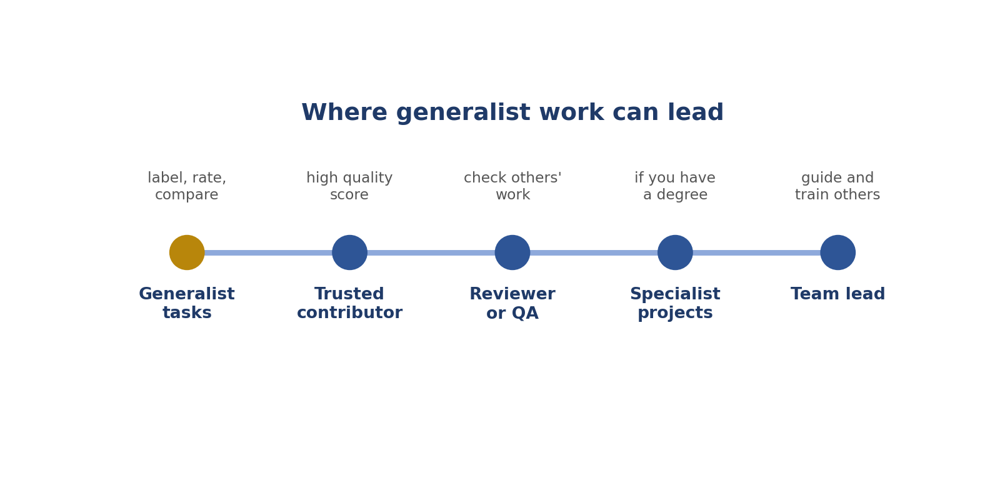 Where generalist work can lead
label, rate,
compare
high quality
score
check others'
work
if you have
a degree
guide and
train others
Generalist
tasks
Trusted
contributor
Reviewer
or QA
Specialist
projects
Team lead